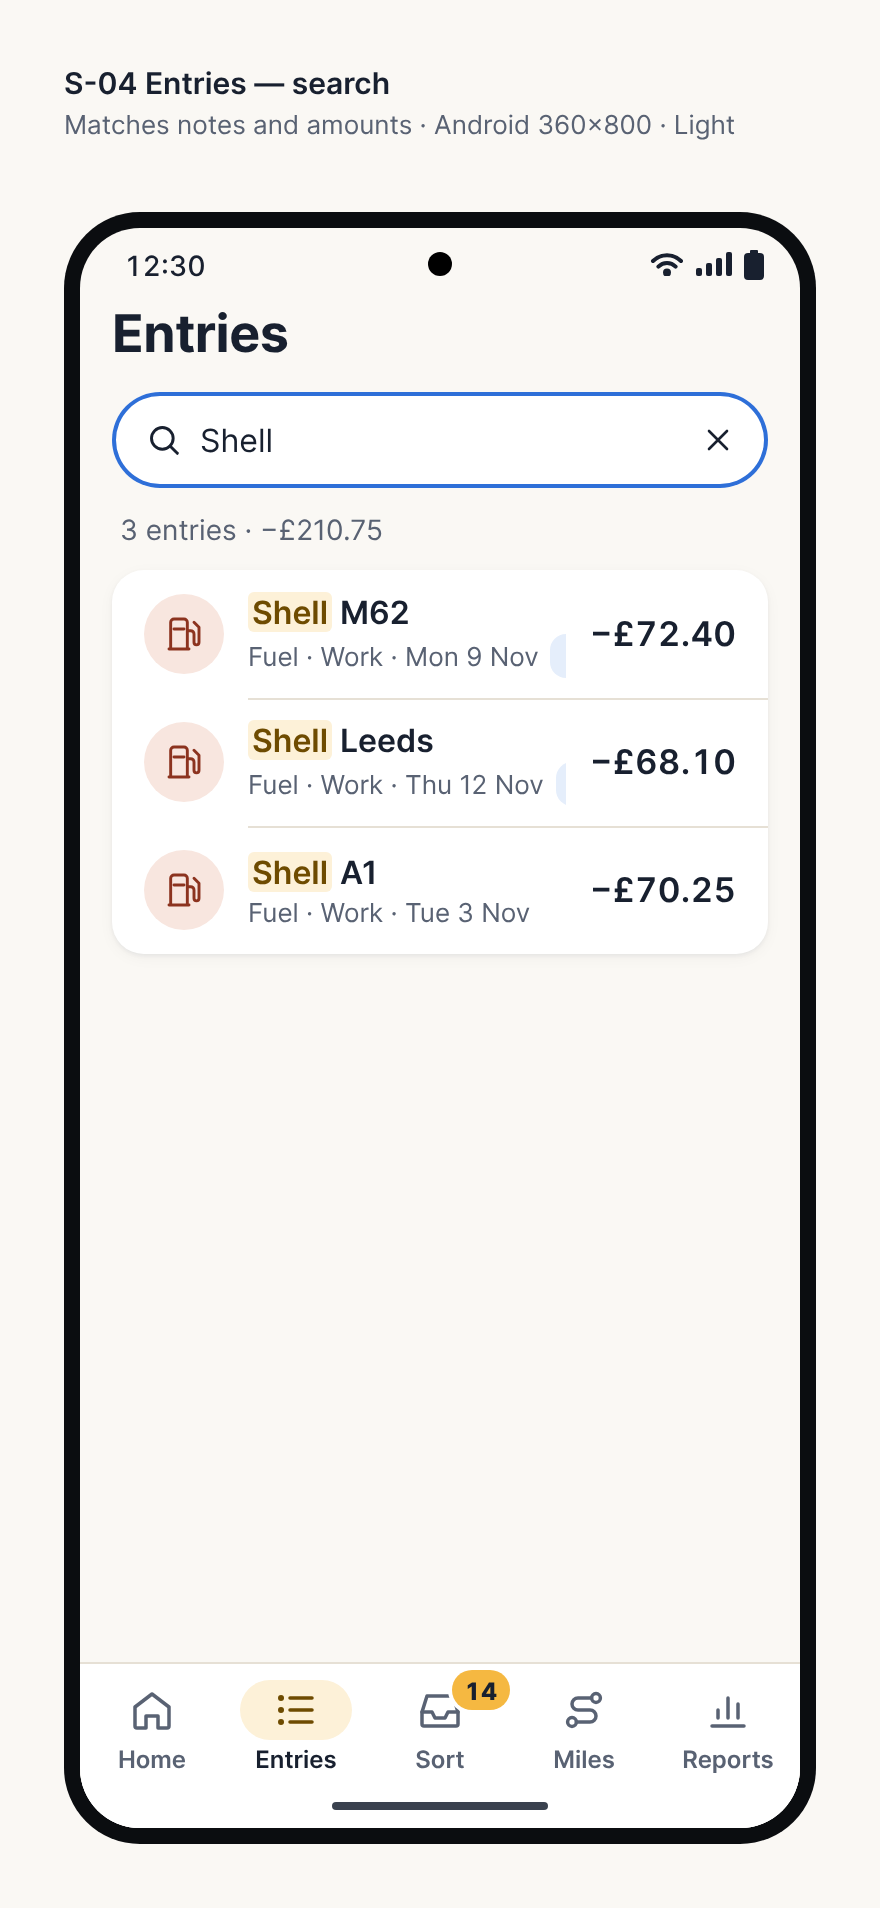 S-04 Entries — search
Matches notes and amounts · Android 360×800 · Light
12:30
Entries
Shell
3 entries · −£210.75
Shell M62
Fuel · Work · Mon 9 Nov
−£72.40
Shell Leeds
Fuel · Work · Thu 12 Nov
−£68.10
Shell A1
Fuel · Work · Tue 3 Nov
−£70.25
14
Home
Entries
Sort
Miles
Reports